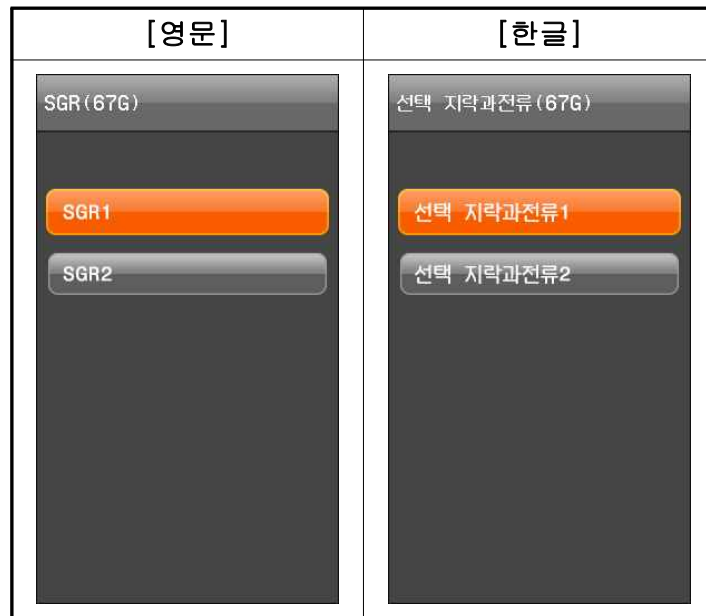 [영문]
[한글]
SGR(67G)
SGR1
SGR2
선택 지락과전류(67G)
선택 지락과전류1
선택 지락과전류2